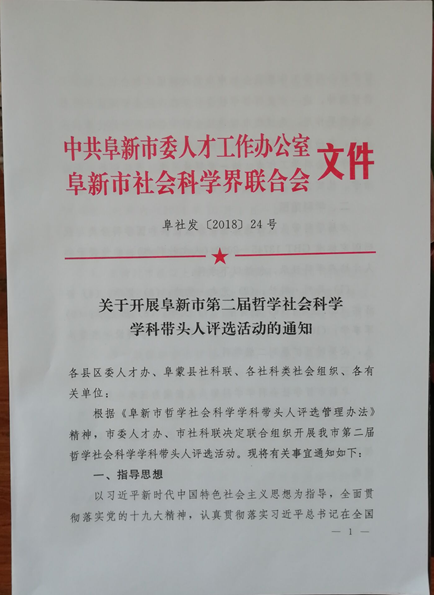 中共阜新市委人才工作办公室
阜新市社会科学界联合会
文件
阜社发〔2018〕24号
关于开展阜新市第二届哲学社会科学
学科带头人评选活动的通知
各县区委人才办、阜蒙县社科联、各社科类社会组织、各有
关单位：
根据《阜新市哲学社会科学学科带头人评选管理办法》
精神，市委人才办、市社科联决定联合组织开展我市第二届
哲学社会科学学科带头人评选活动。现将有关事宜通知如下：
一、指导思想
以习近平新时代中国特色社会主义思想为指导，全面贯
彻落实党的十九大精神，认真贯彻落实习近平总书记在全国
— 1 —